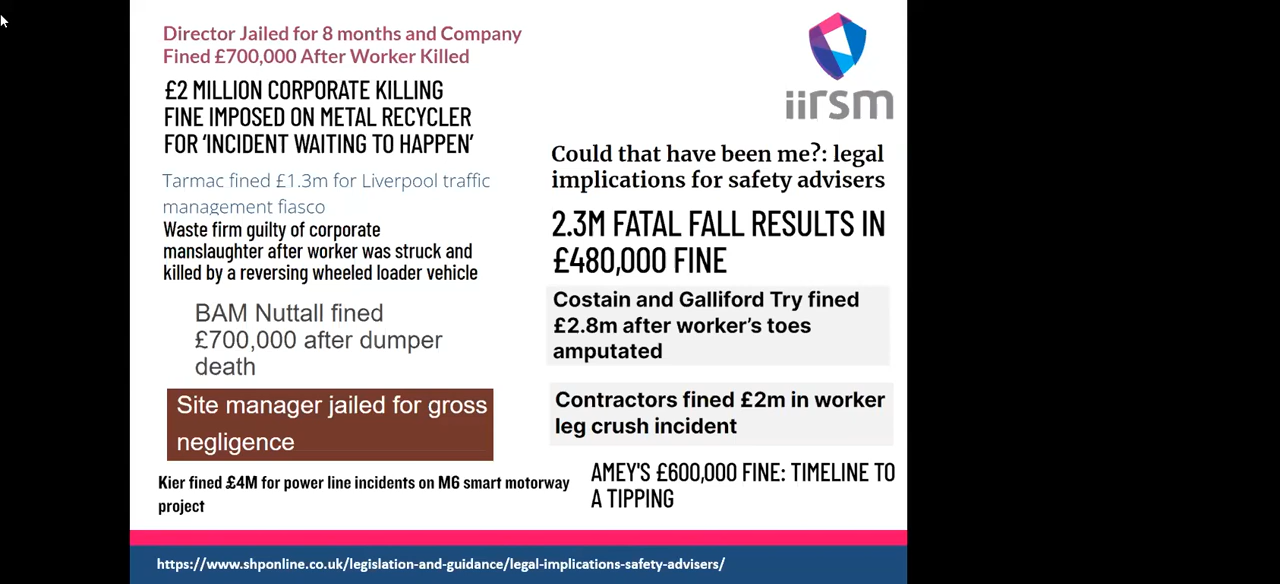 Director Jailed for 8 months and Company
Fined £700,000 After Worker Killed
£2 MILLION CORPORATE KILLING
FINE IMPOSED ON METAL RECYCLER
FOR ‘INCIDENT WAITING TO HAPPEN’
Tarmac fined £1.3m for Liverpool traffic
management fiasco
Waste firm guilty of corporate
manslaughter after worker was struck and
killed by a reversing wheeled loader vehicle
BAM Nuttall fined
£700,000 after dumper
death
Site manager jailed for gross
negligence
Kier fined £4M for power line incidents on M6 smart motorway
project
iirsm
Could that have been me?: legal
implications for safety advisers
2.3M FATAL FALL RESULTS IN
£480,000 FINE
Costain and Galliford Try fined
£2.8m after worker’s toes
amputated
Contractors fined £2m in worker
leg crush incident
AMEY'S £600,000 FINE: TIMELINE TO
A TIPPING
https://www.shponline.co.uk/legislation-and-guidance/legal-implications-safety-advisers/